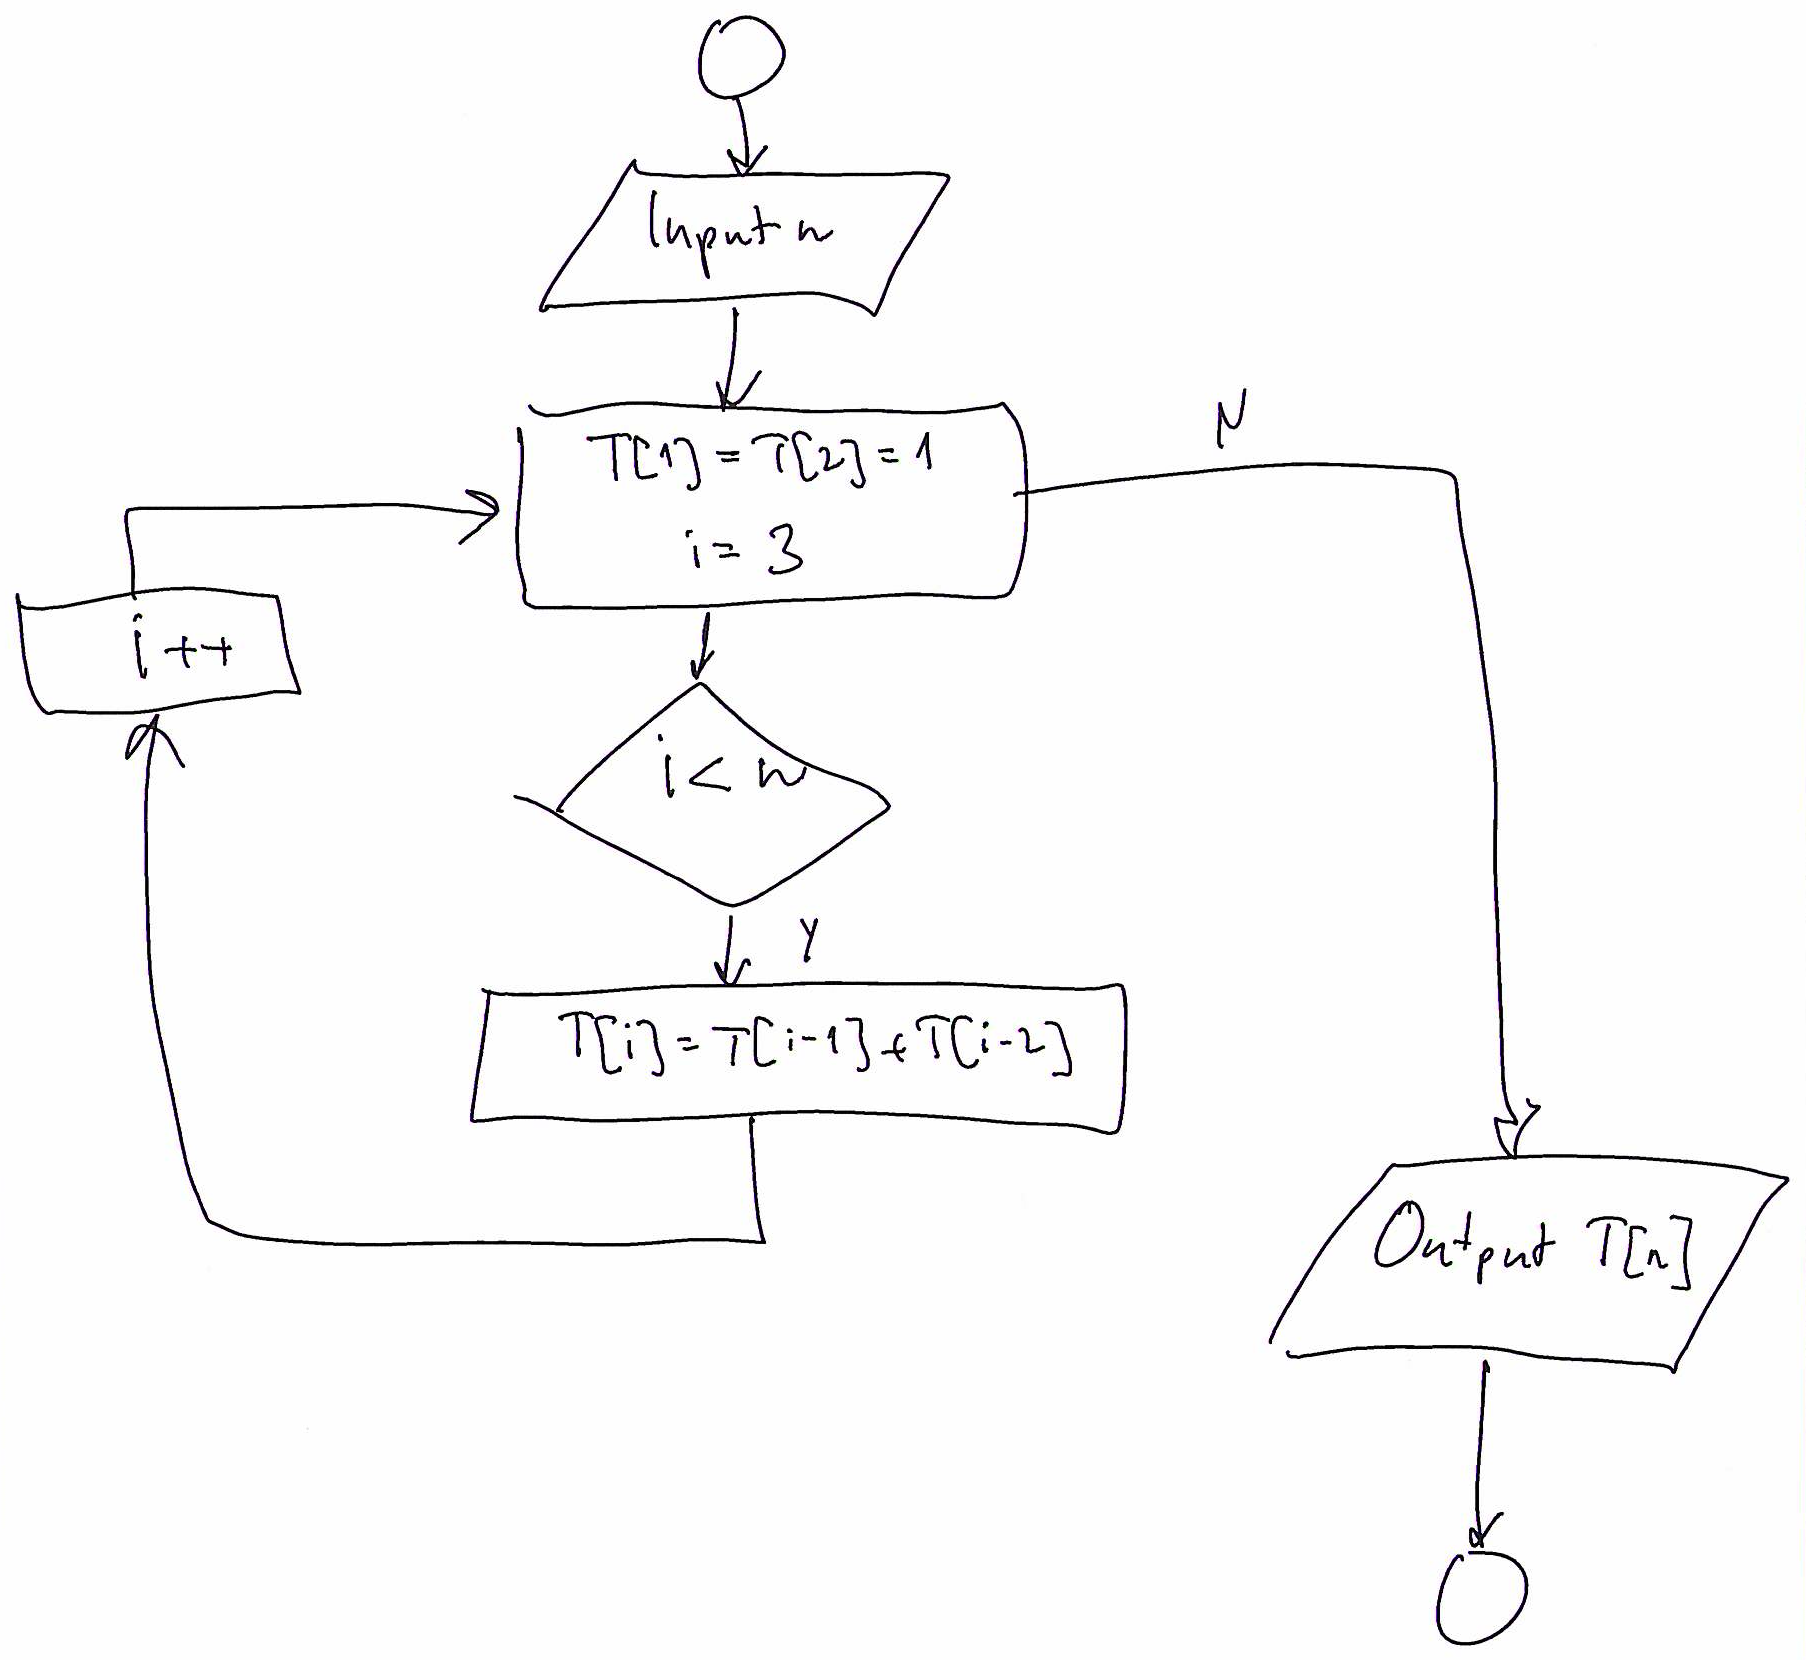 Input n
T[1] = T[2] = 1
i = 3
N
i ++
i < n
Y
T[i] = T[i-1] + T[i-2]
Output T[n]